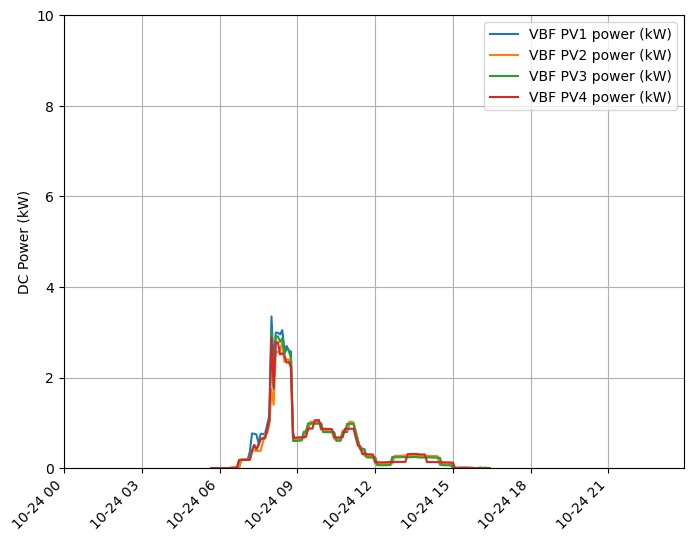 10
8
6
4
2
0
DC Power (kW)
VBF PV1 power (kW)
VBF PV2 power (kW)
VBF PV3 power (kW)
VBF PV4 power (kW)
10-24 00
10-24 03
10-24 06
10-24 09
10-24 12
10-24 15
10-24 18
10-24 21